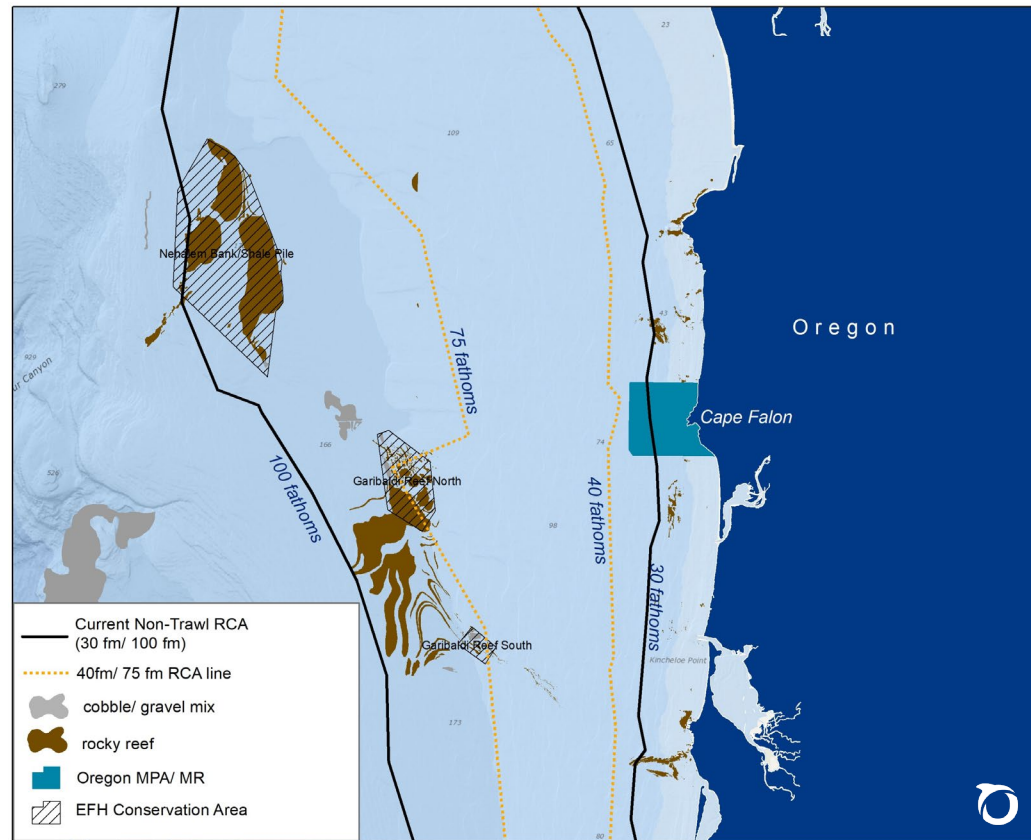 23
279
109
65
Nehalem Bank/Shale Pile
43
Oregon
75 fathoms
929
Cape Falon
166
74
100 fathoms
Garibaldi Reef North
526
40 fathoms
98
30 fathoms
Garibaldi Reef South
Kincheloe Point
173
80
Current Non-Trawl RCA
(30 fm/ 100 fm)
40fm/ 75 fm RCA line
cobble/ gravel mix
rocky reef
Oregon MPA/ MR
EFH Conservation Area